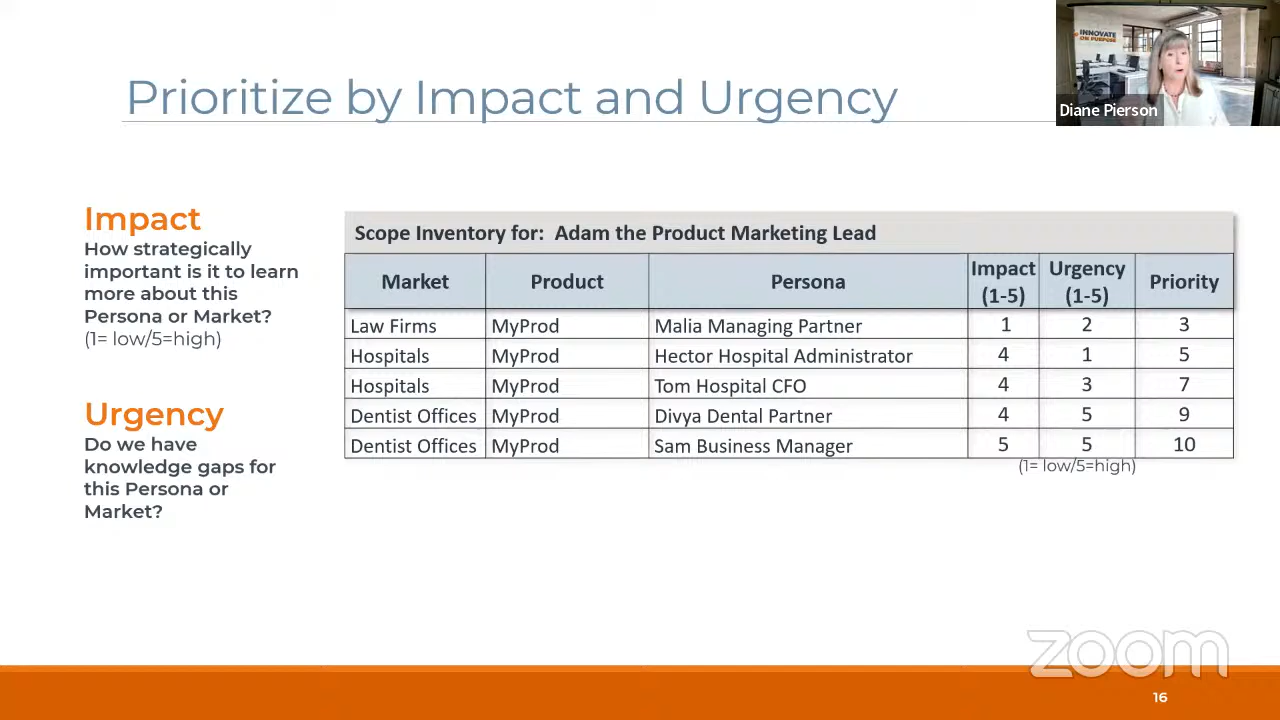 INNOVATE
ON PURPOSE
Diane Pierson
Prioritize by Impact and Urgency
Impact
How strategically
important is it to learn
more about this
Persona or Market?
(1= low/5=high)
Urgency
Do we have
knowledge gaps for
this Persona or
Market?
Scope Inventory for: Adam the Product Marketing Lead
Market Product Persona Impact (1-5) Urgency (1-5) Priority
Law Firms MyProd Malia Managing Partner 1 2 3
Hospitals MyProd Hector Hospital Administrator 4 1 5
Hospitals MyProd Tom Hospital CFO 4 3 7
Dentist Offices MyProd Divya Dental Partner 4 5 9
Dentist Offices MyProd Sam Business Manager 5 5 10
(1= low/5=high)
zoom
16